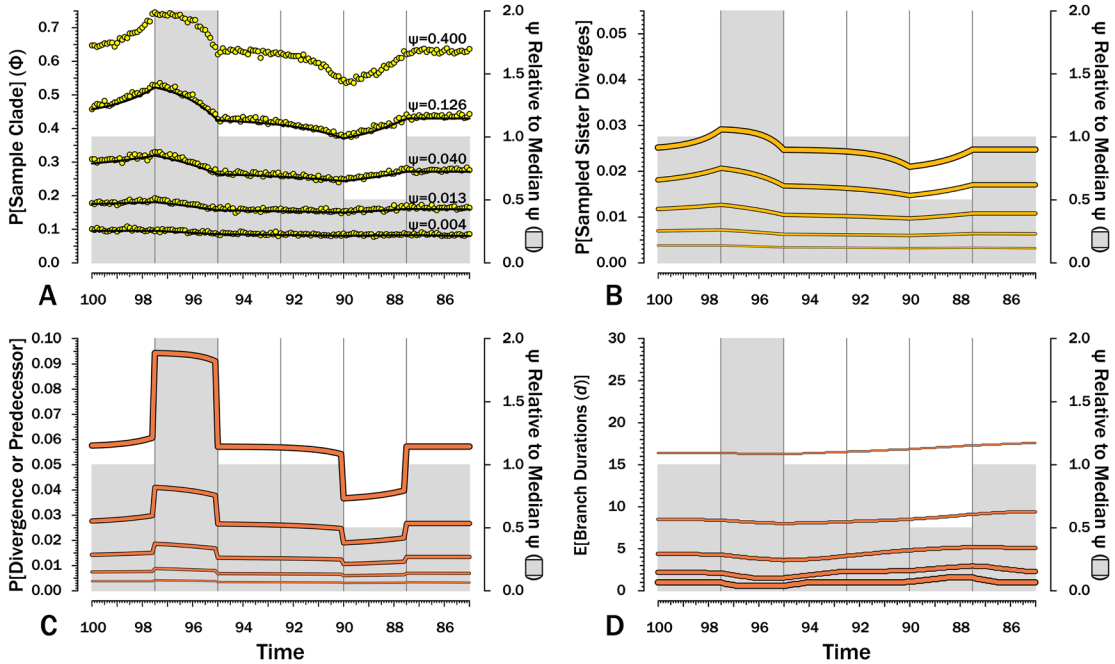 P[Sample Clade] (Φ)
0.7
0.6
0.5
0.4
0.3
0.2
0.1
0.0
ψ=0.400
ψ=0.126
ψ=0.040
ψ=0.013
ψ=0.004
2.0
1.5
1.0
0.5
0.0
ψ Relative to Median ψ
A
100 98 96 94 92 90 88 86
P[Sampled Sister Diverges]
0.05
0.04
0.03
0.02
0.01
0.00
2.0
1.5
1.0
0.5
0.0
ψ Relative to Median ψ
B
100 98 96 94 92 90 88 86
P[Divergence or Predecessor]
0.10
0.09
0.08
0.07
0.06
0.05
0.04
0.03
0.02
0.01
0.00
2.0
1.5
1.0
0.5
0.0
ψ Relative to Median ψ
C
100 98 96 94 92 90 88 86
Time
E[Branch Durations (d)]
30
25
20
15
10
5
0
2.0
1.5
1.0
0.5
0.0
ψ Relative to Median ψ
D
100 98 96 94 92 90 88 86
Time